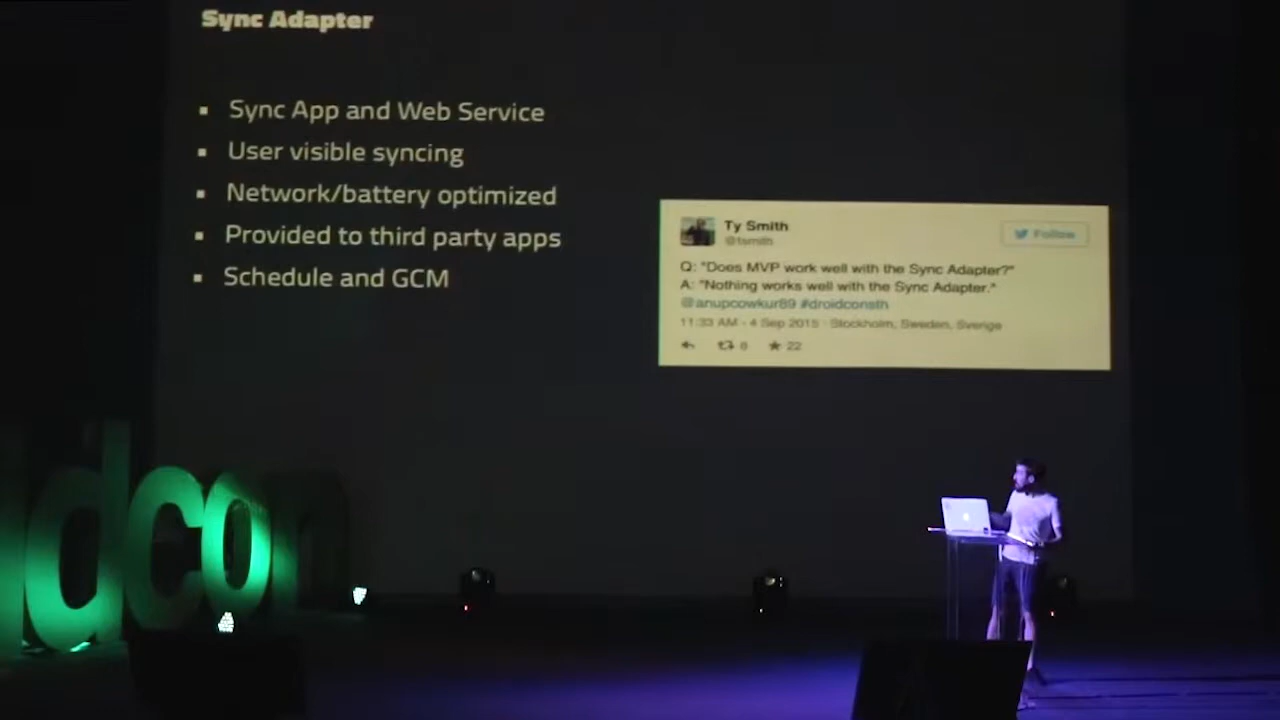 Sync Adapter
▪ Sync App and Web Service
▪ User visible syncing
▪ Network/battery optimized
▪ Provided to third party apps
▪ Schedule and GCM
Ty Smith
@tsmith
Follow
Q: "Does MVP work well with the Sync Adapter?"
A: "Nothing works well with the Sync Adapter."
@anupcowkur89 #droidconsth
11:33 AM - 4 Sep 2015 · Stockholm, Sweden, Sverige
8
22
dcon